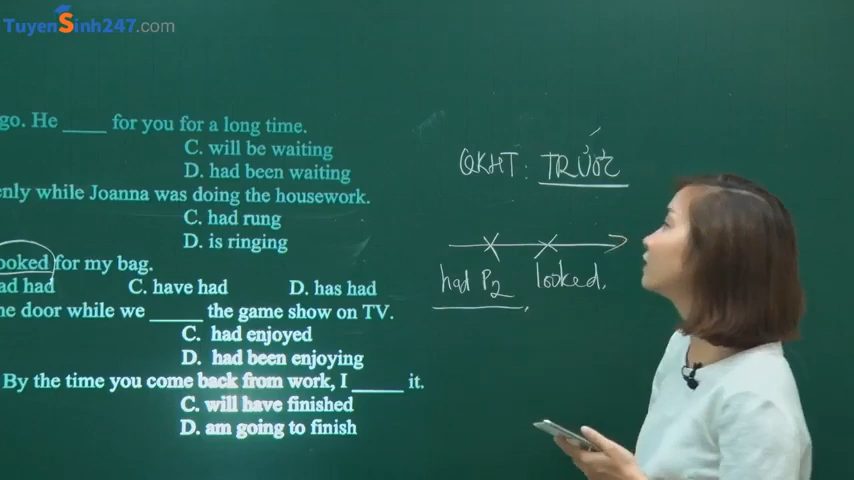 TuyenSinh247.com
go. He ____ for you for a long time.
C. will be waiting
D. had been waiting
enly while Joanna was doing the housework.
C. had rung
D. is ringing
ooked for my bag.
ad had C. have had D. has had
he door while we ______ the game show on TV.
C. had enjoyed
D. had been enjoying
By the time you come back from work, I ______ it.
C. will have finished
D. am going to finish
QKHT: TRƯỚC
had P2 looked.